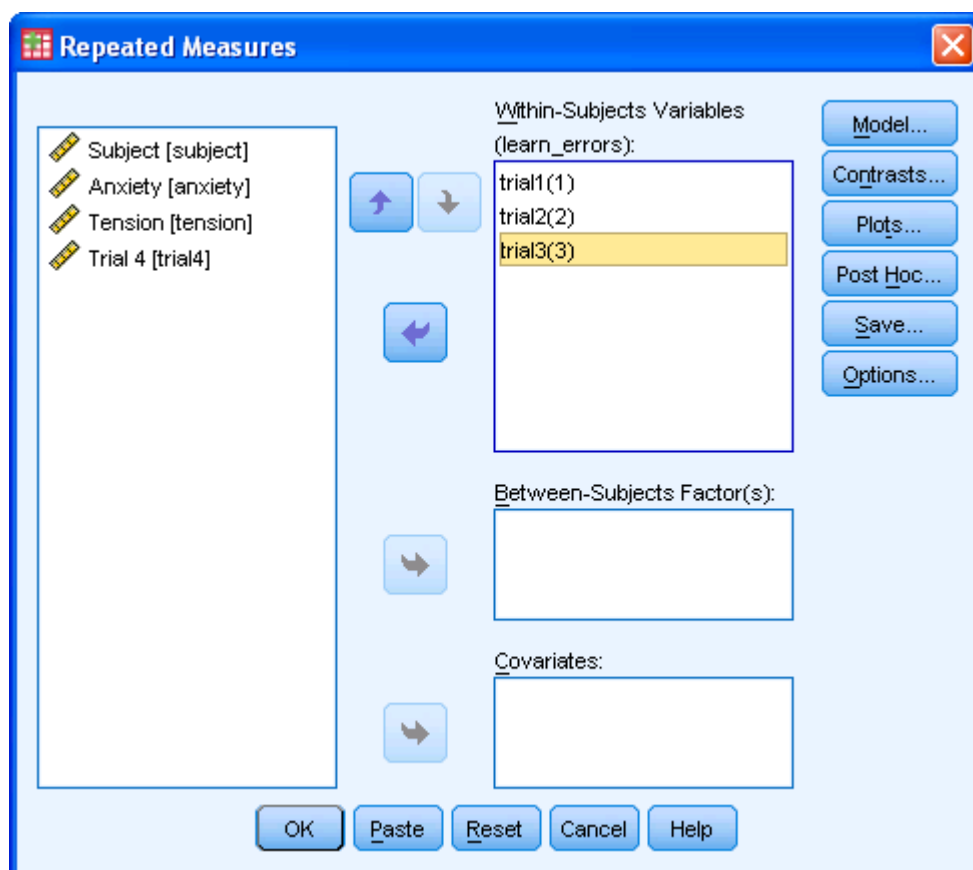 Repeated Measures
Subject [subject]
Anxiety [anxiety]
Tension [tension]
Trial 4 [trial4]
Within-Subjects Variables
(learn_errors):
trial1(1)
trial2(2)
trial3(3)
Between-Subjects Factor(s):
Covariates:
Model...
Contrasts...
Plots...
Post Hoc...
Save...
Options...
OK
Paste
Reset
Cancel
Help